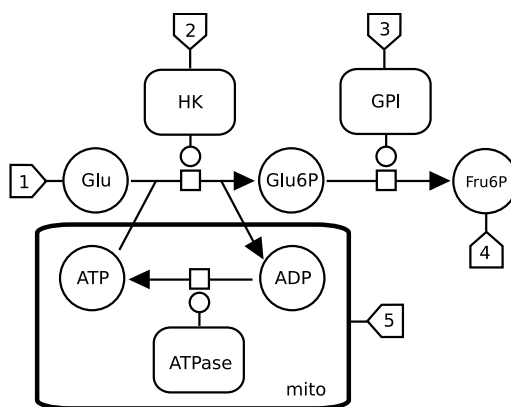 2
3
HK
GPI
1
Glu
Glu6P
Fru6P
ATP
ADP
4
5
ATPase
mito